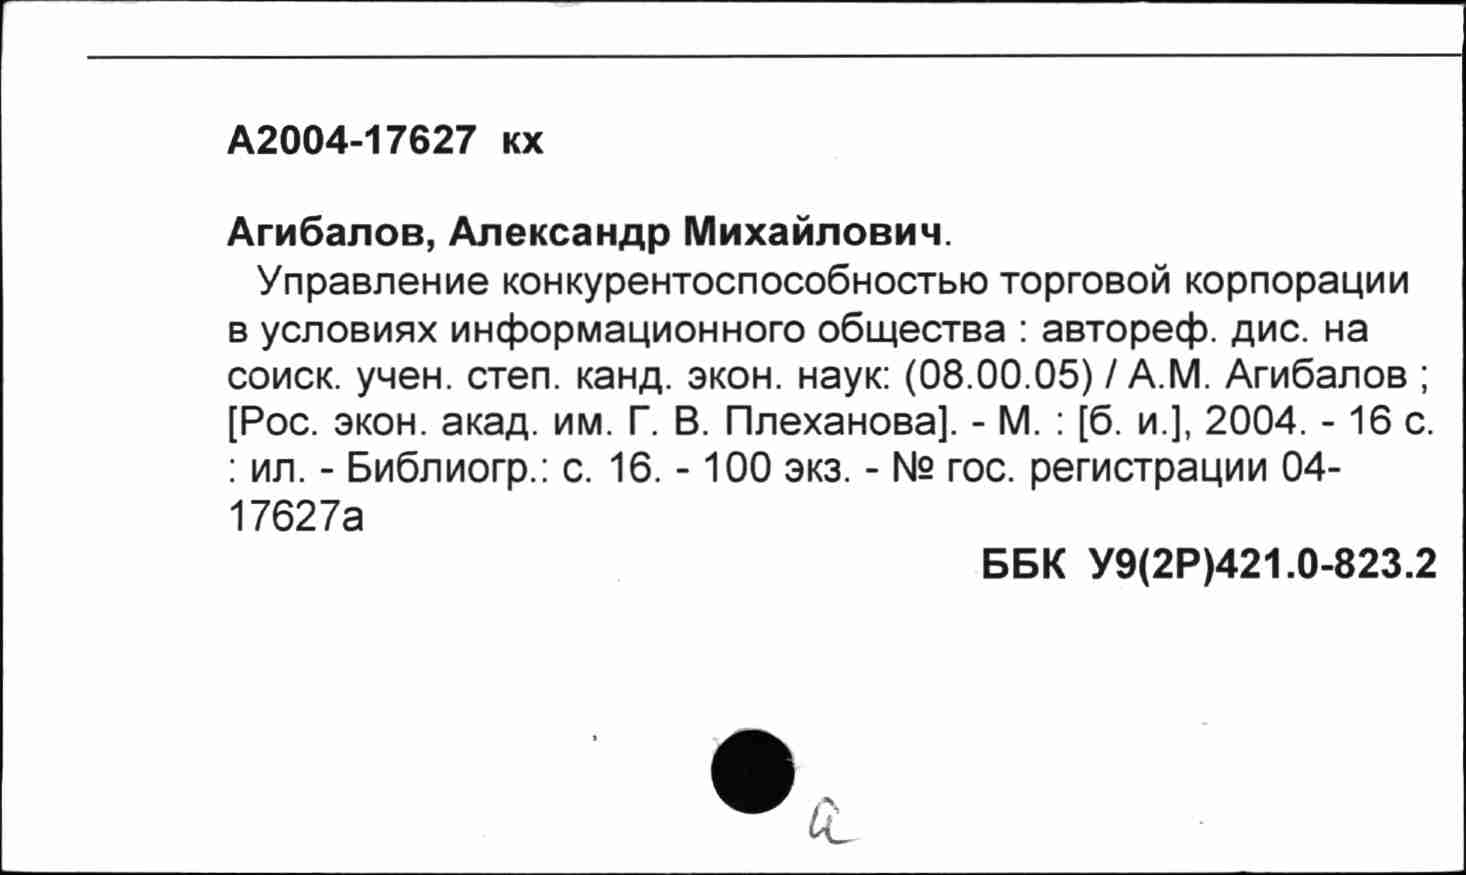 А2004-17627 кх
Агибалов, Александр Михайлович.
Управление конкурентоспособностью торговой корпорации
в условиях информационного общества : автореф. дис. на
соиск. учен. степ. канд. экон. наук: (08.00.05) / А.М. Агибалов ;
[Рос. экон. акад. им. Г. В. Плеханова]. - М. : [б. и.], 2004. - 16 с.
: ил. - Библиогр.: с. 16. - 100 экз. - № гос. регистрации 04-
17627а
ББК У9(2Р)421.0-823.2
а